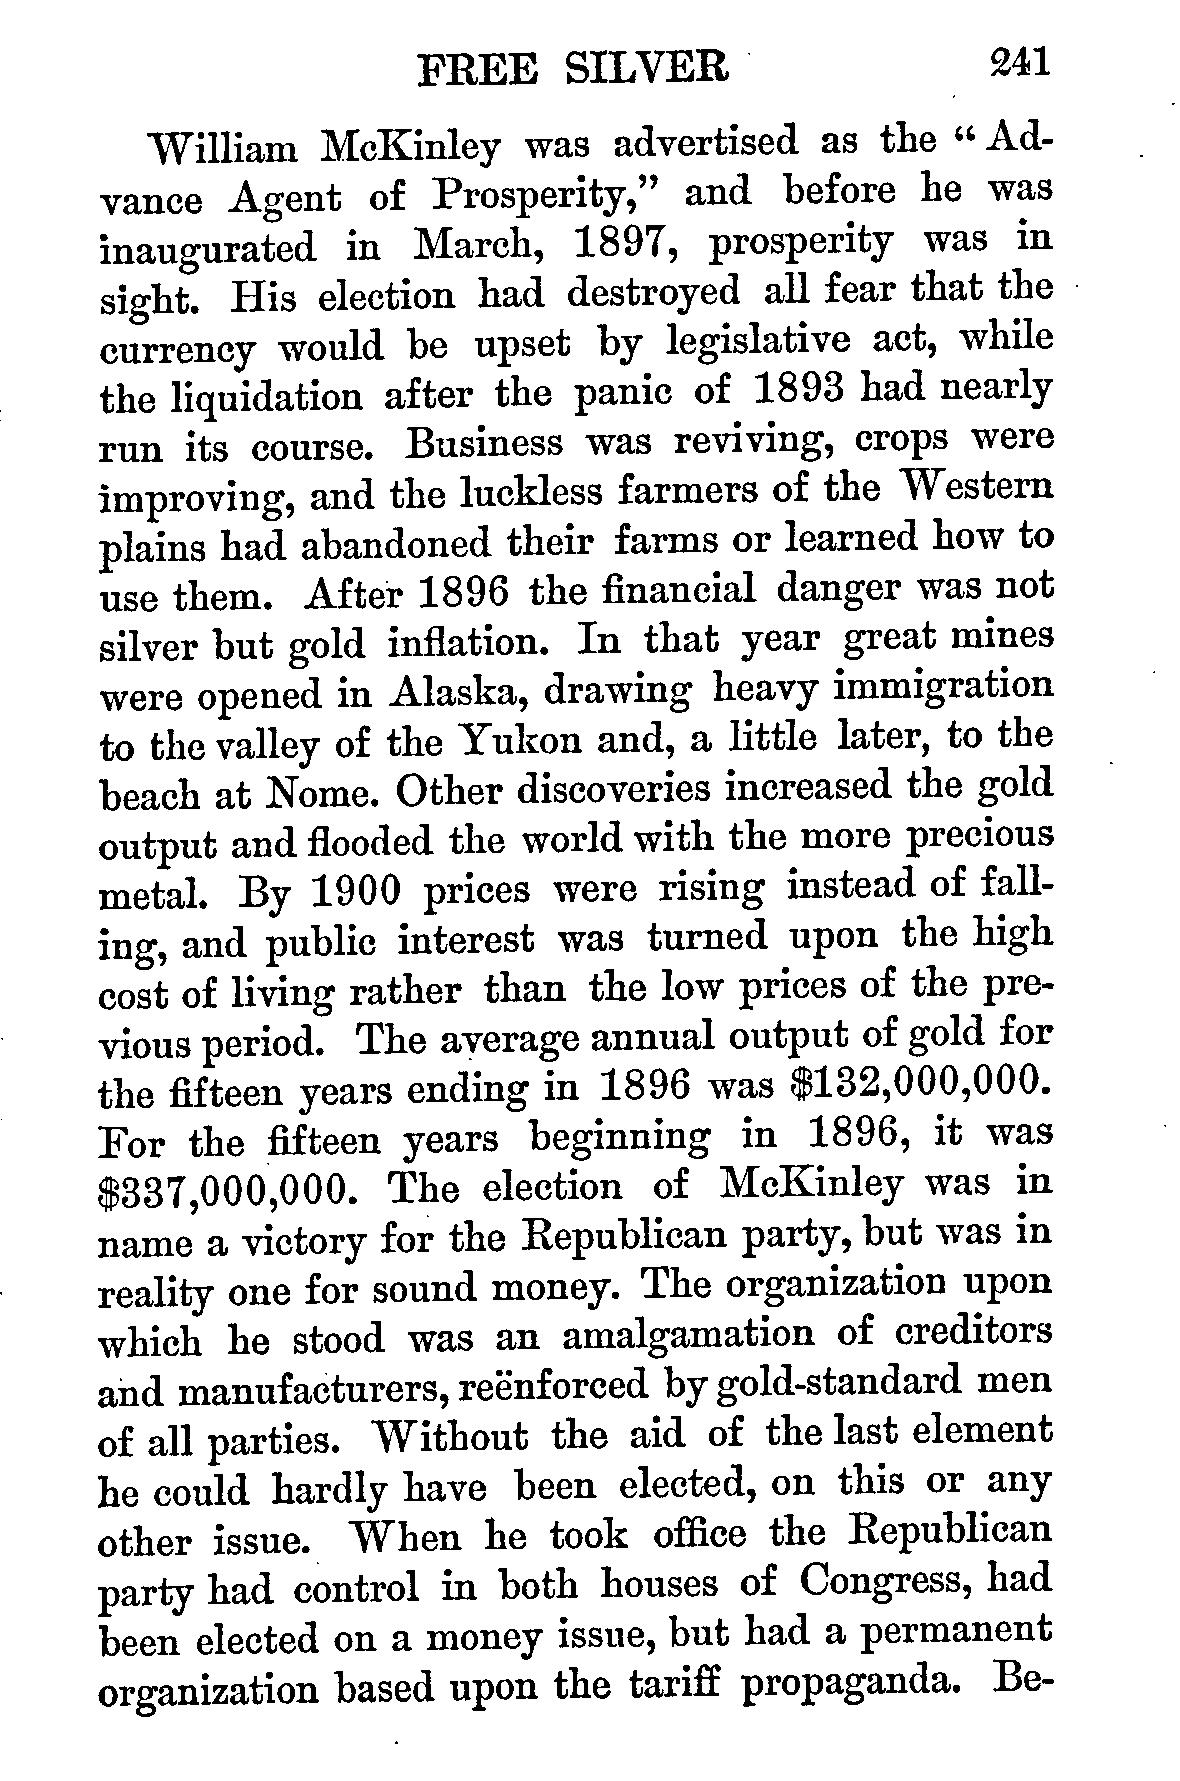 FREE SILVER 241
William McKinley was advertised as the “ Ad-
vance Agent of Prosperity,” and before he was
inaugurated in March, 1897, prosperity was in
sight. His election had destroyed all fear that the
currency would be upset by legislative act, while
the liquidation after the panic of 1893 had nearly
run its course. Business was reviving, crops were
improving, and the luckless farmers of the Western
plains had abandoned their farms or learned how to
use them. After 1896 the financial danger was not
silver but gold inflation. In that year great mines
were opened in Alaska, drawing heavy immigration
to the valley of the Yukon and, a little later, to the
beach at Nome. Other discoveries increased the gold
output and flooded the world with the more precious
metal. By 1900 prices were rising instead of fall-
ing, and public interest was turned upon the high
cost of living rather than the low prices of the pre-
vious period. The average annual output of gold for
the fifteen years ending in 1896 was $132,000,000.
For the fifteen years beginning in 1896, it was
$337,000,000. The election of McKinley was in
name a victory for the Republican party, but was in
reality one for sound money. The organization upon
which he stood was an amalgamation of creditors
and manufacturers, reënforced by gold-standard men
of all parties. Without the aid of the last element
he could hardly have been elected, on this or any
other issue. When he took office the Republican
party had control in both houses of Congress, had
been elected on a money issue, but had a permanent
organization based upon the tariff propaganda. Be-